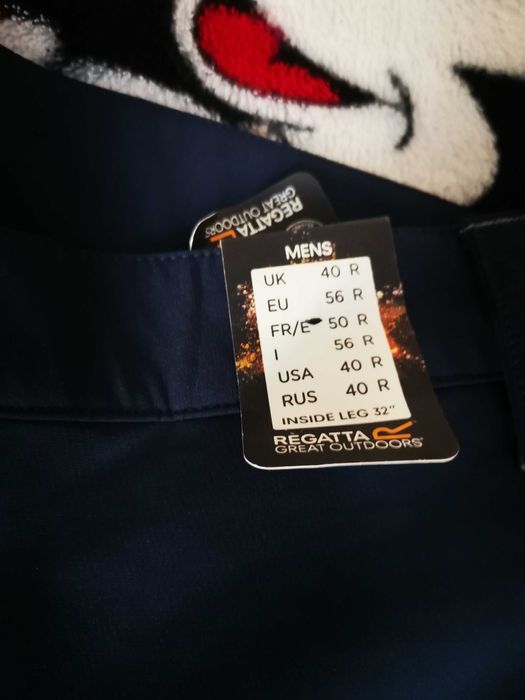 REGATTA
GREAT OUTDOORS
MENS
UK 40 R
EU 56 R
FR/E 50 R
I 56 R
USA 40 R
RUS 40 R
INSIDE LEG 32"
REGATTA
GREAT OUTDOORS